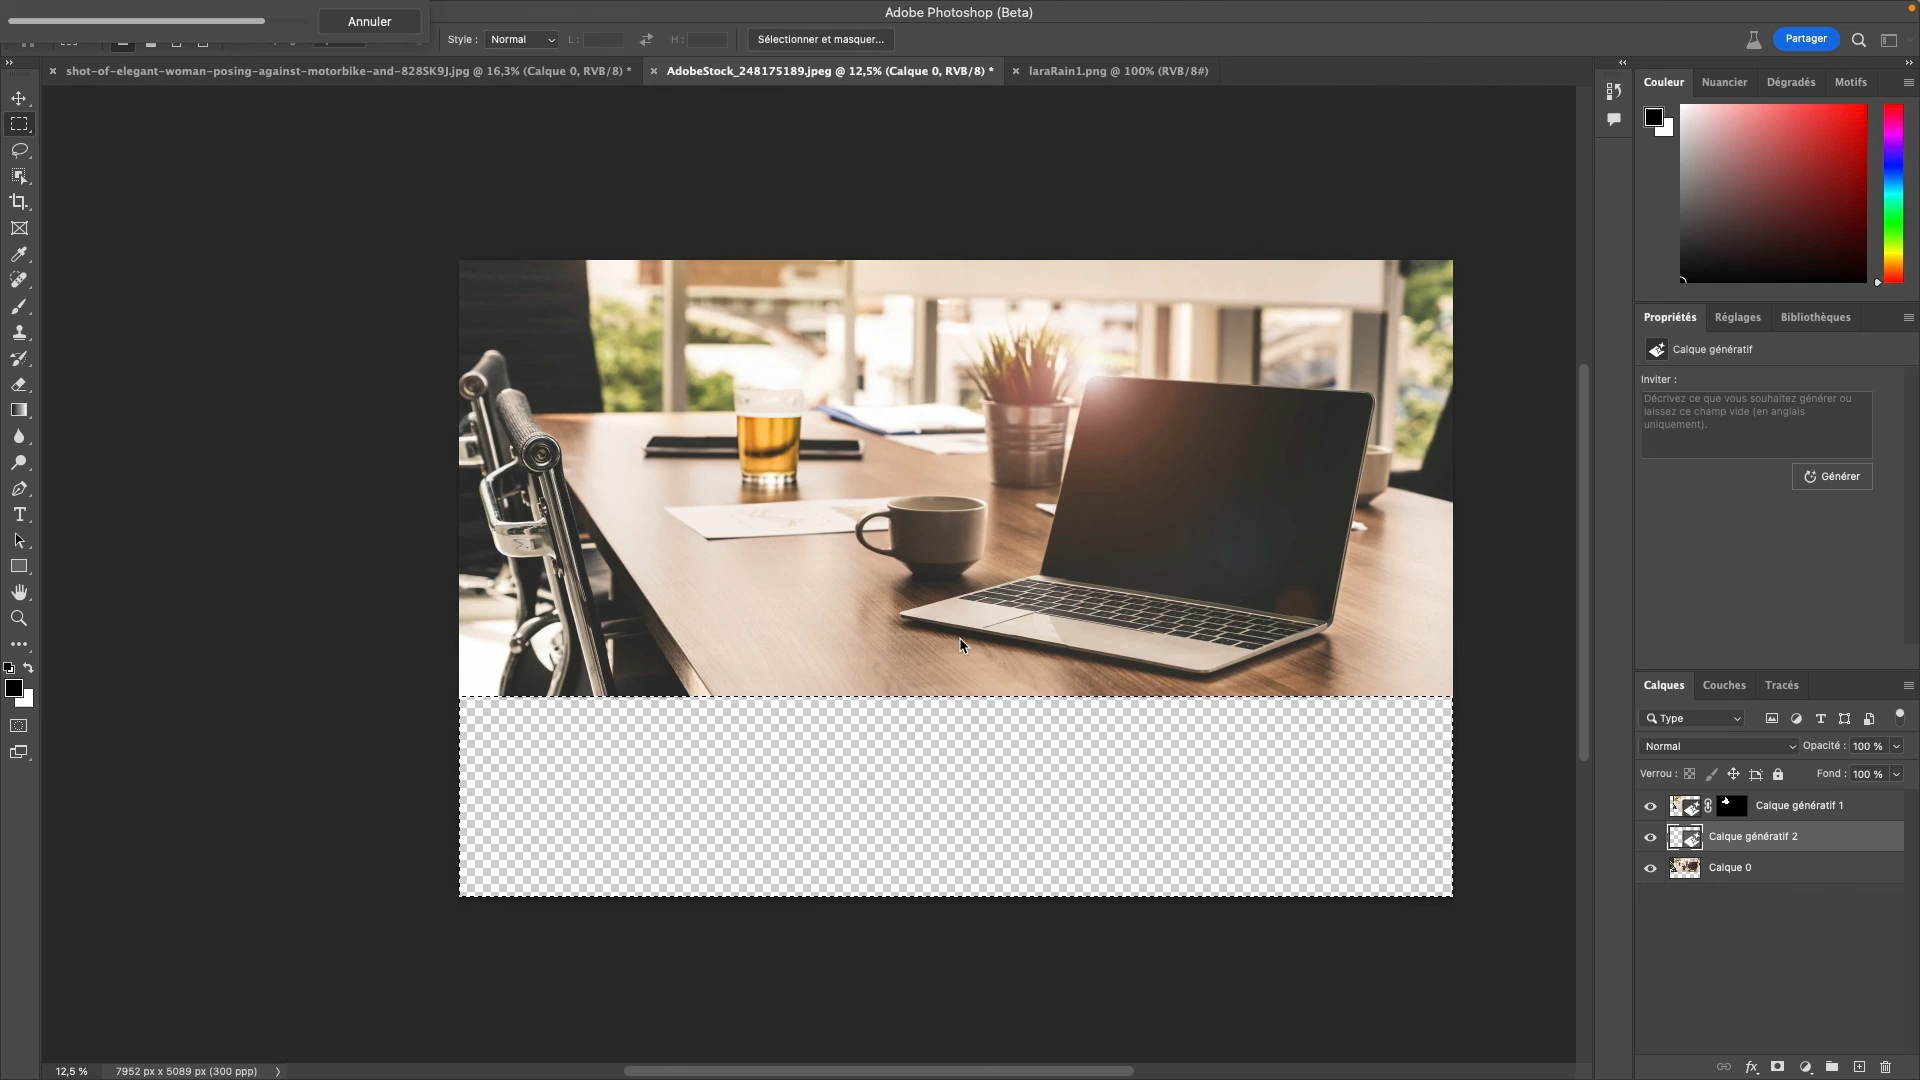 Annuler
Adobe Photoshop (Beta)
Style :
Normal
L :
H :
Sélectionner et masquer...
Partager
shot-of-elegant-woman-posing-against-motorbike-and-828SK9J.jpg @ 16,3% (Calque 0, RVB/8) *
AdobeStock_248175189.jpeg @ 12,5% (Calque 0, RVB/8) *
laraRain1.png @ 100% (RVB/8#)
Couleur
Nuancier
Dégradés
Motifs
Propriétés
Réglages
Bibliothèques
Calque génératif
Inviter :
Décrivez ce que vous souhaitez générer ou
laissez ce champ vide (en anglais
uniquement).
Générer
Calques
Couches
Tracés
Type
Normal
Opacité :
100 %
Verrou :
Fond :
100 %
Calque génératif 1
Calque génératif 2
Calque 0
12,5 %
7952 px x 5089 px (300 ppp)